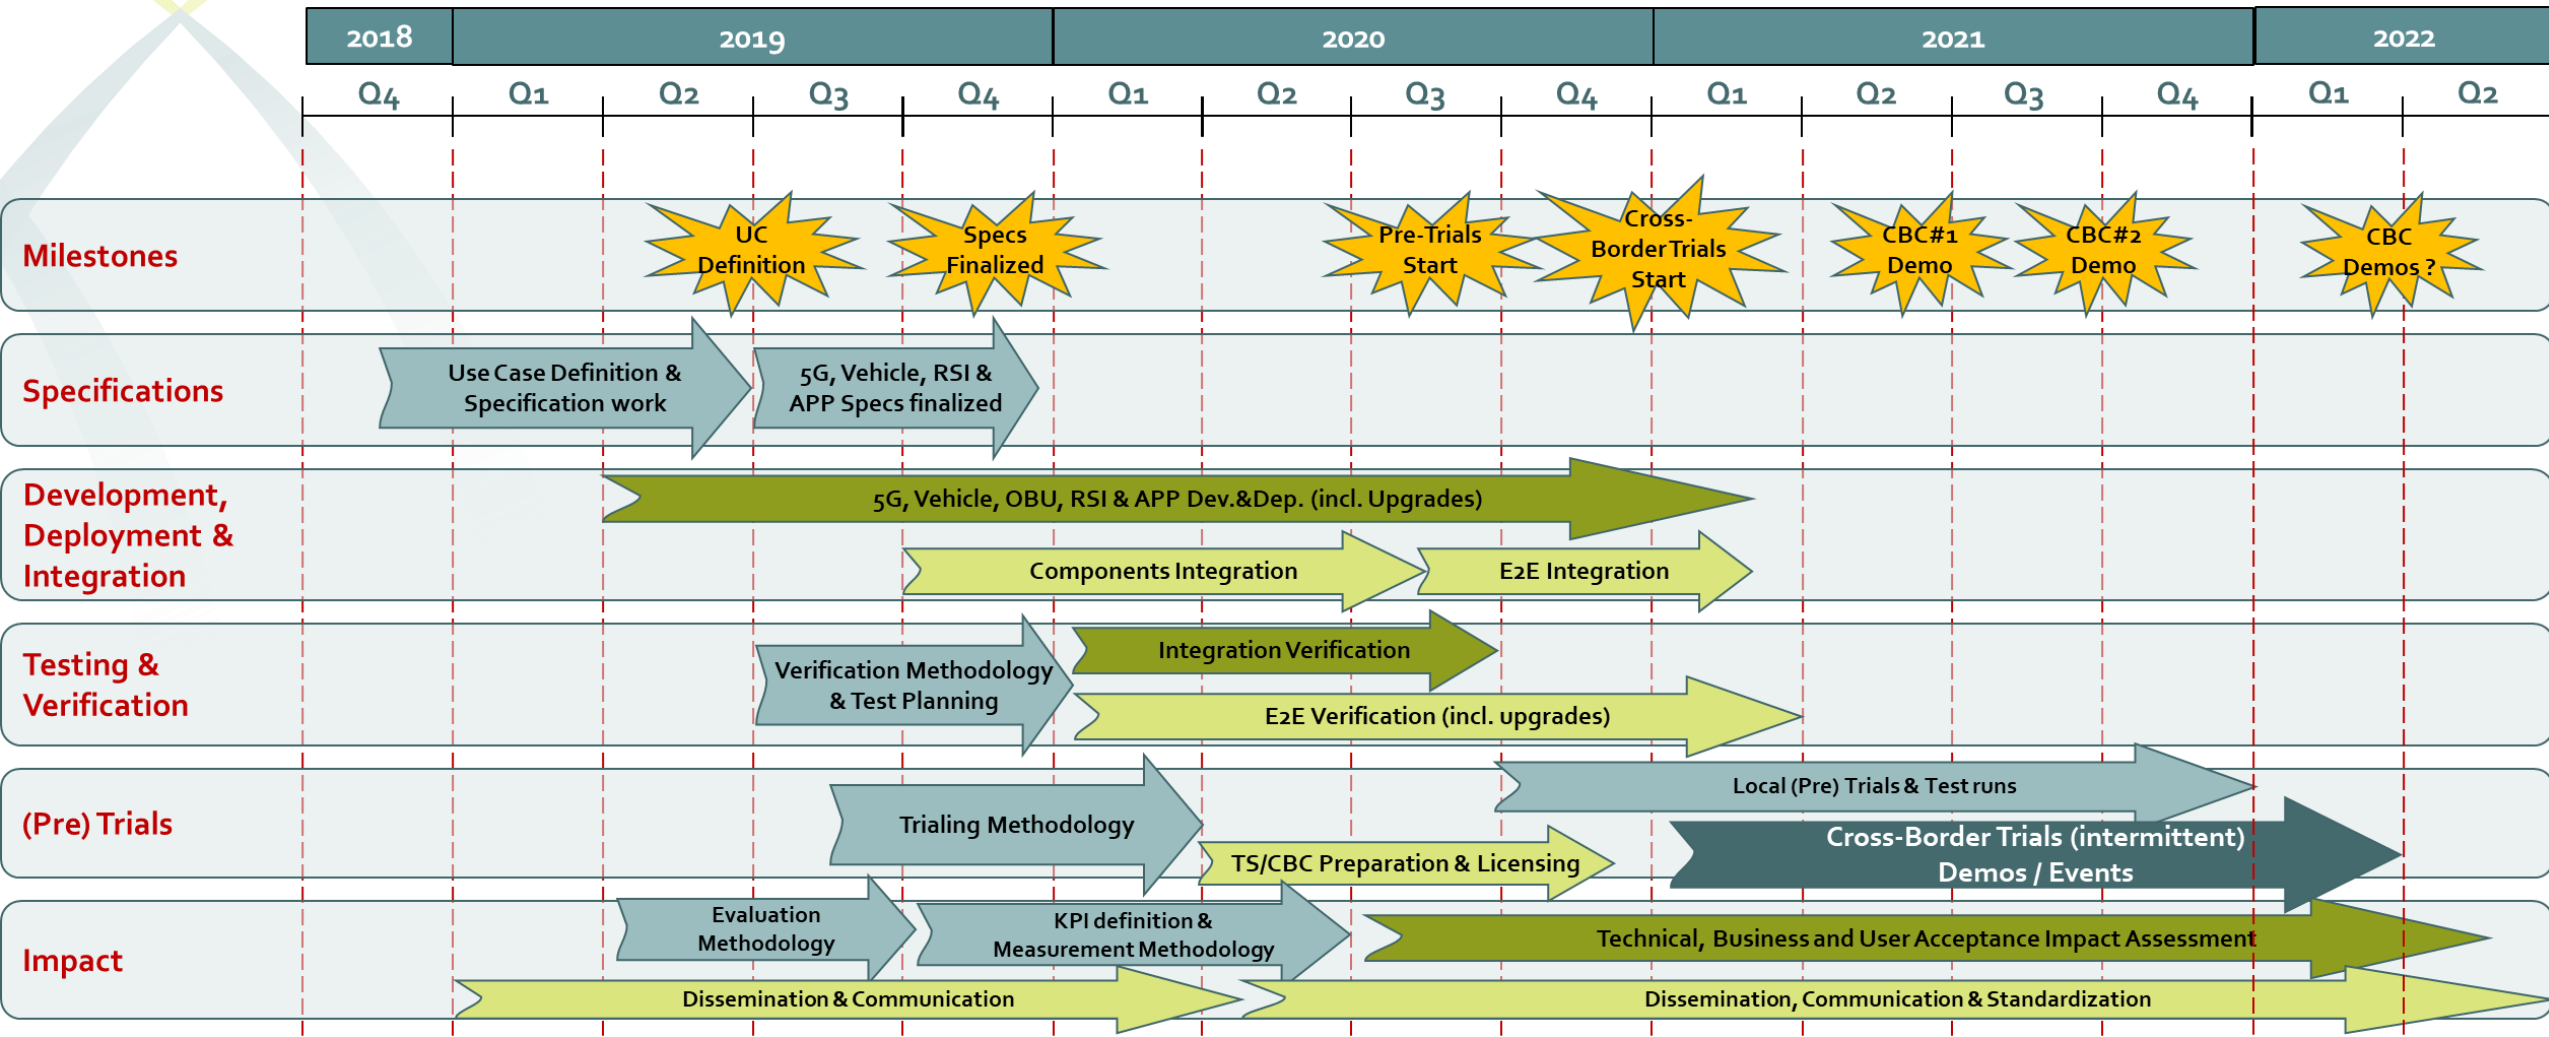 2018 2019 2020 2021 2022
Q4 Q1 Q2 Q3 Q4 Q1 Q2 Q3 Q4 Q1 Q2 Q3 Q4 Q1 Q2
Milestones
UC
Definition
Specs
Finalized
Pre-Trials
Start
Cross-
Border Trials
Start
CBC#1
Demo
CBC#2
Demo
CBC
Demos ?
Specifications
Use Case Definition &
Specification work
5G, Vehicle, RSI &
APP Specs finalized
Development,
Deployment &
Integration
5G, Vehicle, OBU, RSI & APP Dev.&Dep. (incl. Upgrades)
Components Integration
E2E Integration
Testing &
Verification
Verification Methodology
& Test Planning
Integration Verification
E2E Verification (incl. upgrades)
(Pre) Trials
Trialing Methodology
Local (Pre) Trials & Test runs
TS/CBC Preparation & Licensing
Cross-Border Trials (intermittent)
Demos / Events
Impact
Evaluation
Methodology
KPI definition &
Measurement Methodology
Technical, Business and User Acceptance Impact Assessment
Dissemination & Communication
Dissemination, Communication & Standardization